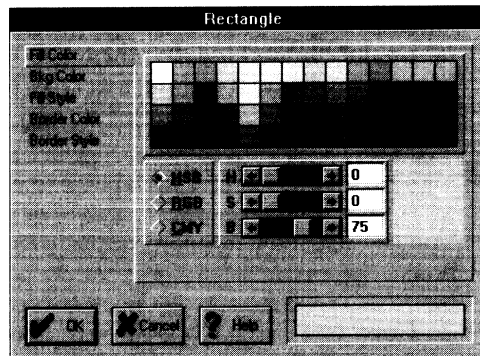 Rectangle
Fill Color
Bkg Color
Fill Style
Border Color
Border Style
HSB
RGB
CMY
H 0
S 0
B 75
OK
Cancel
Help